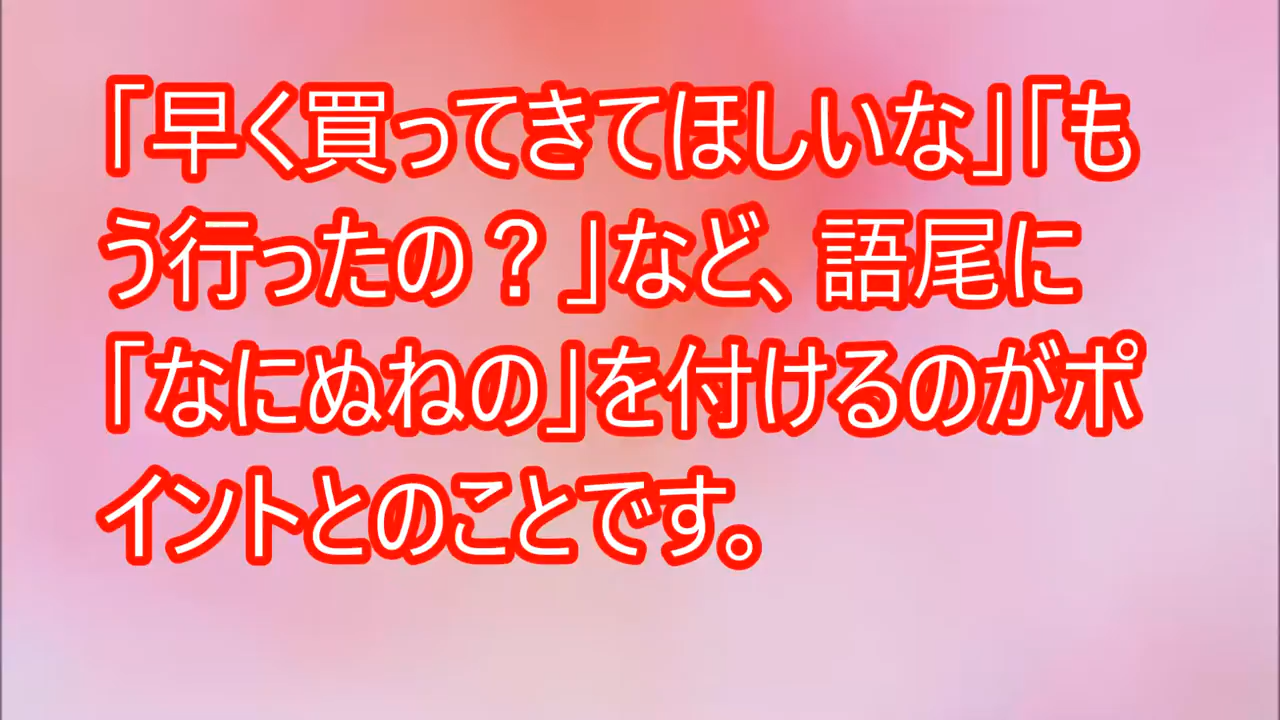 「早く買ってきてほしいな」「も
う行ったの？」など、語尾に
「なにぬねの」を付けるのがポ
イントとのことです。